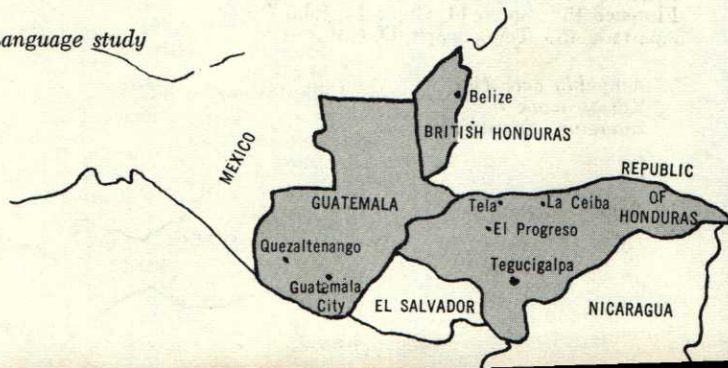 anguage study
Belize
BRITISH HONDURAS
MEXICO
REPUBLIC
OF
HONDURAS
GUATEMALA
Tela
La Ceiba
El Progreso
Quezaltenango
Tegucigalpa
Guatemala
City
EL SALVADOR
NICARAGUA